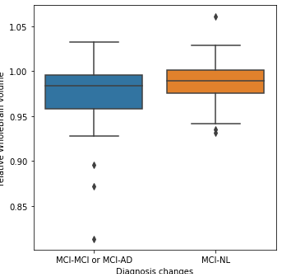 1.05
1.00
0.95
0.90
0.85
relative WholeBrain volume
MCI-MCI or MCI-AD
MCI-NL
Diagnosis changes